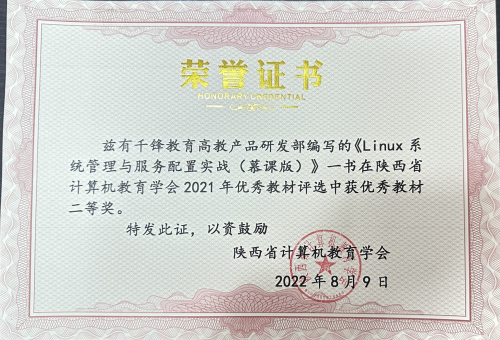 荣誉证书
HONORARY CREDENTIAL
兹有千锋教育高教产品研发部编写的《Linux 系
统管理与服务配置实战（慕课版）》一书在陕西省
计算机教育学会 2021 年优秀教材评选中获优秀教材
二等奖。
特发此证，以资鼓励
陕西省计算机教育学会
2022 年 8 月 9 日